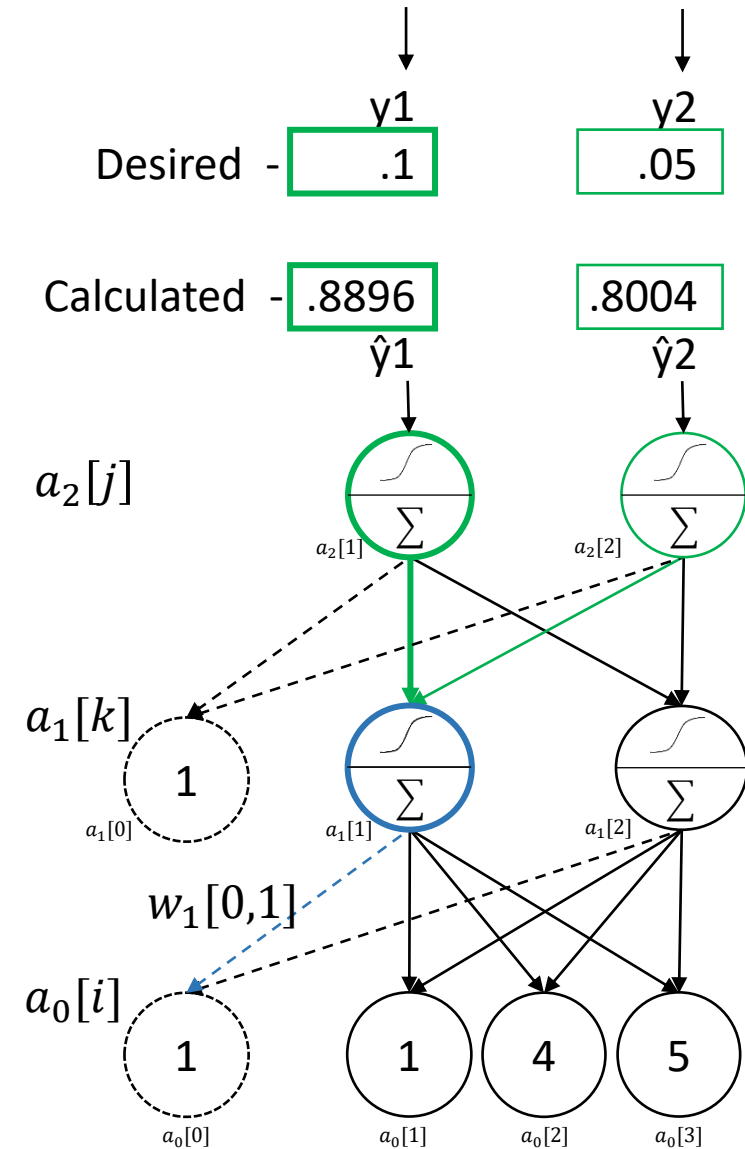 y1 y2
Desired - .1 .05
Calculated - .8896 .8004
ŷ1 ŷ2
a₂[j]
∑ ∑
a₂[1] a₂[2]
a₁[k]
1
∑ ∑
a₁[0] a₁[1] a₁[2]
w₁[0,1]
a₀[i]
1 1 4 5
a₀[0] a₀[1] a₀[2] a₀[3]